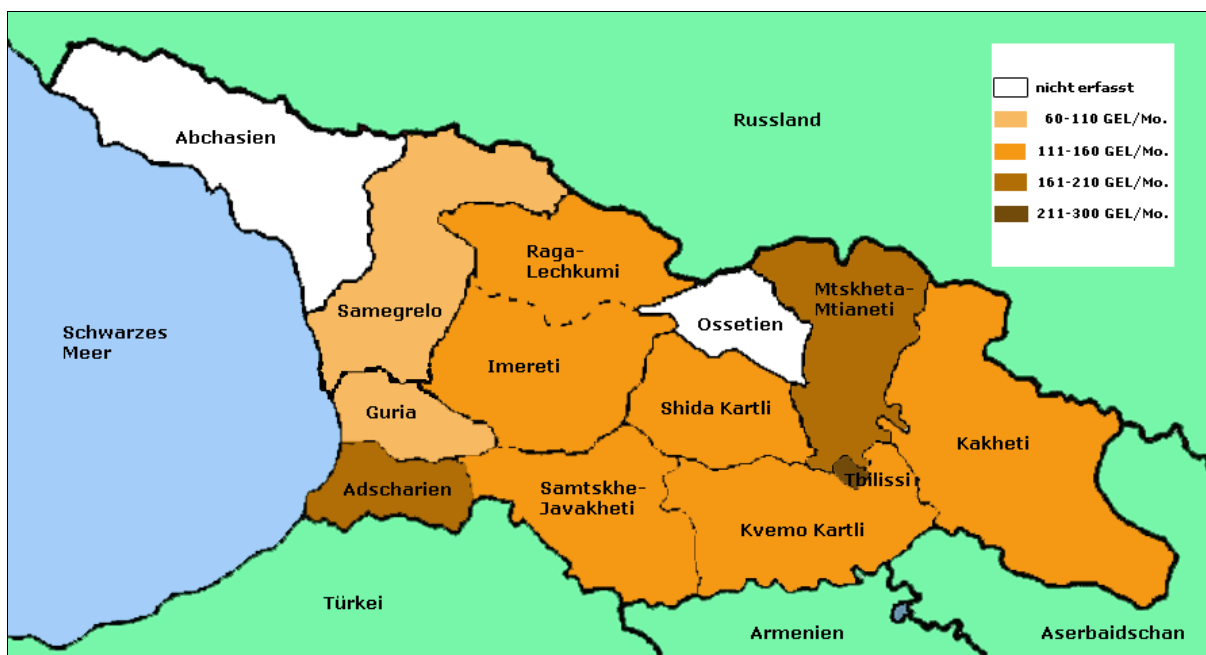 nicht erfasst
60-110 GEL/Mo.
111-160 GEL/Mo.
161-210 GEL/Mo.
211-300 GEL/Mo.
Abchasien
Russland
Raga-
Lechkumi
Mtskheta-
Mtianeti
Samegrelo
Ossetien
Schwarzes
Meer
Imereti
Guria
Shida Kartli
Kakheti
Adscharien
Samtskhe-
Javakheti
Tbilissi
Kvemo Kartli
Türkei
Armenien
Aserbaidschan